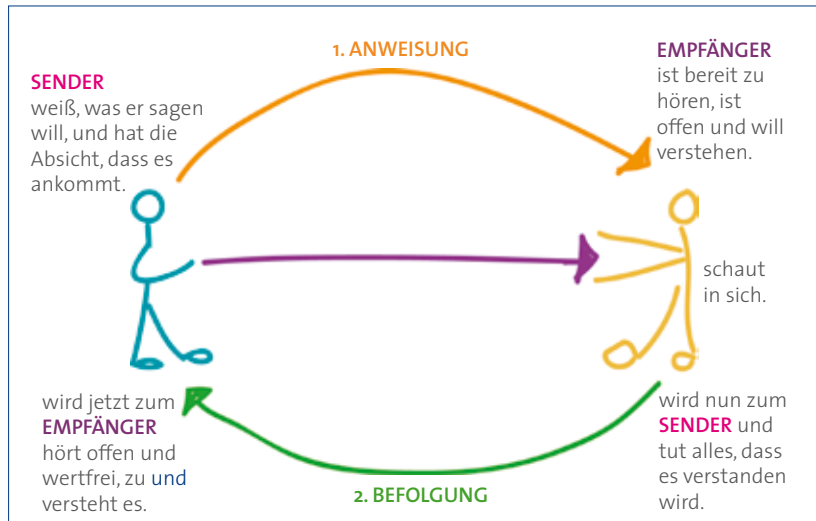 1. ANWEISUNG
SENDER
weiß, was er sagen
will, und hat die
Absicht, dass es
ankommt.
EMPFÄNGER
ist bereit zu
hören, ist
offen und will
verstehen.
schaut
in sich.
wird jetzt zum
EMPFÄNGER
hört offen und
wertfrei, zu und
versteht es.
wird nun zum
SENDER und
tut alles, dass
es verstanden
wird.
2. BEFOLGUNG